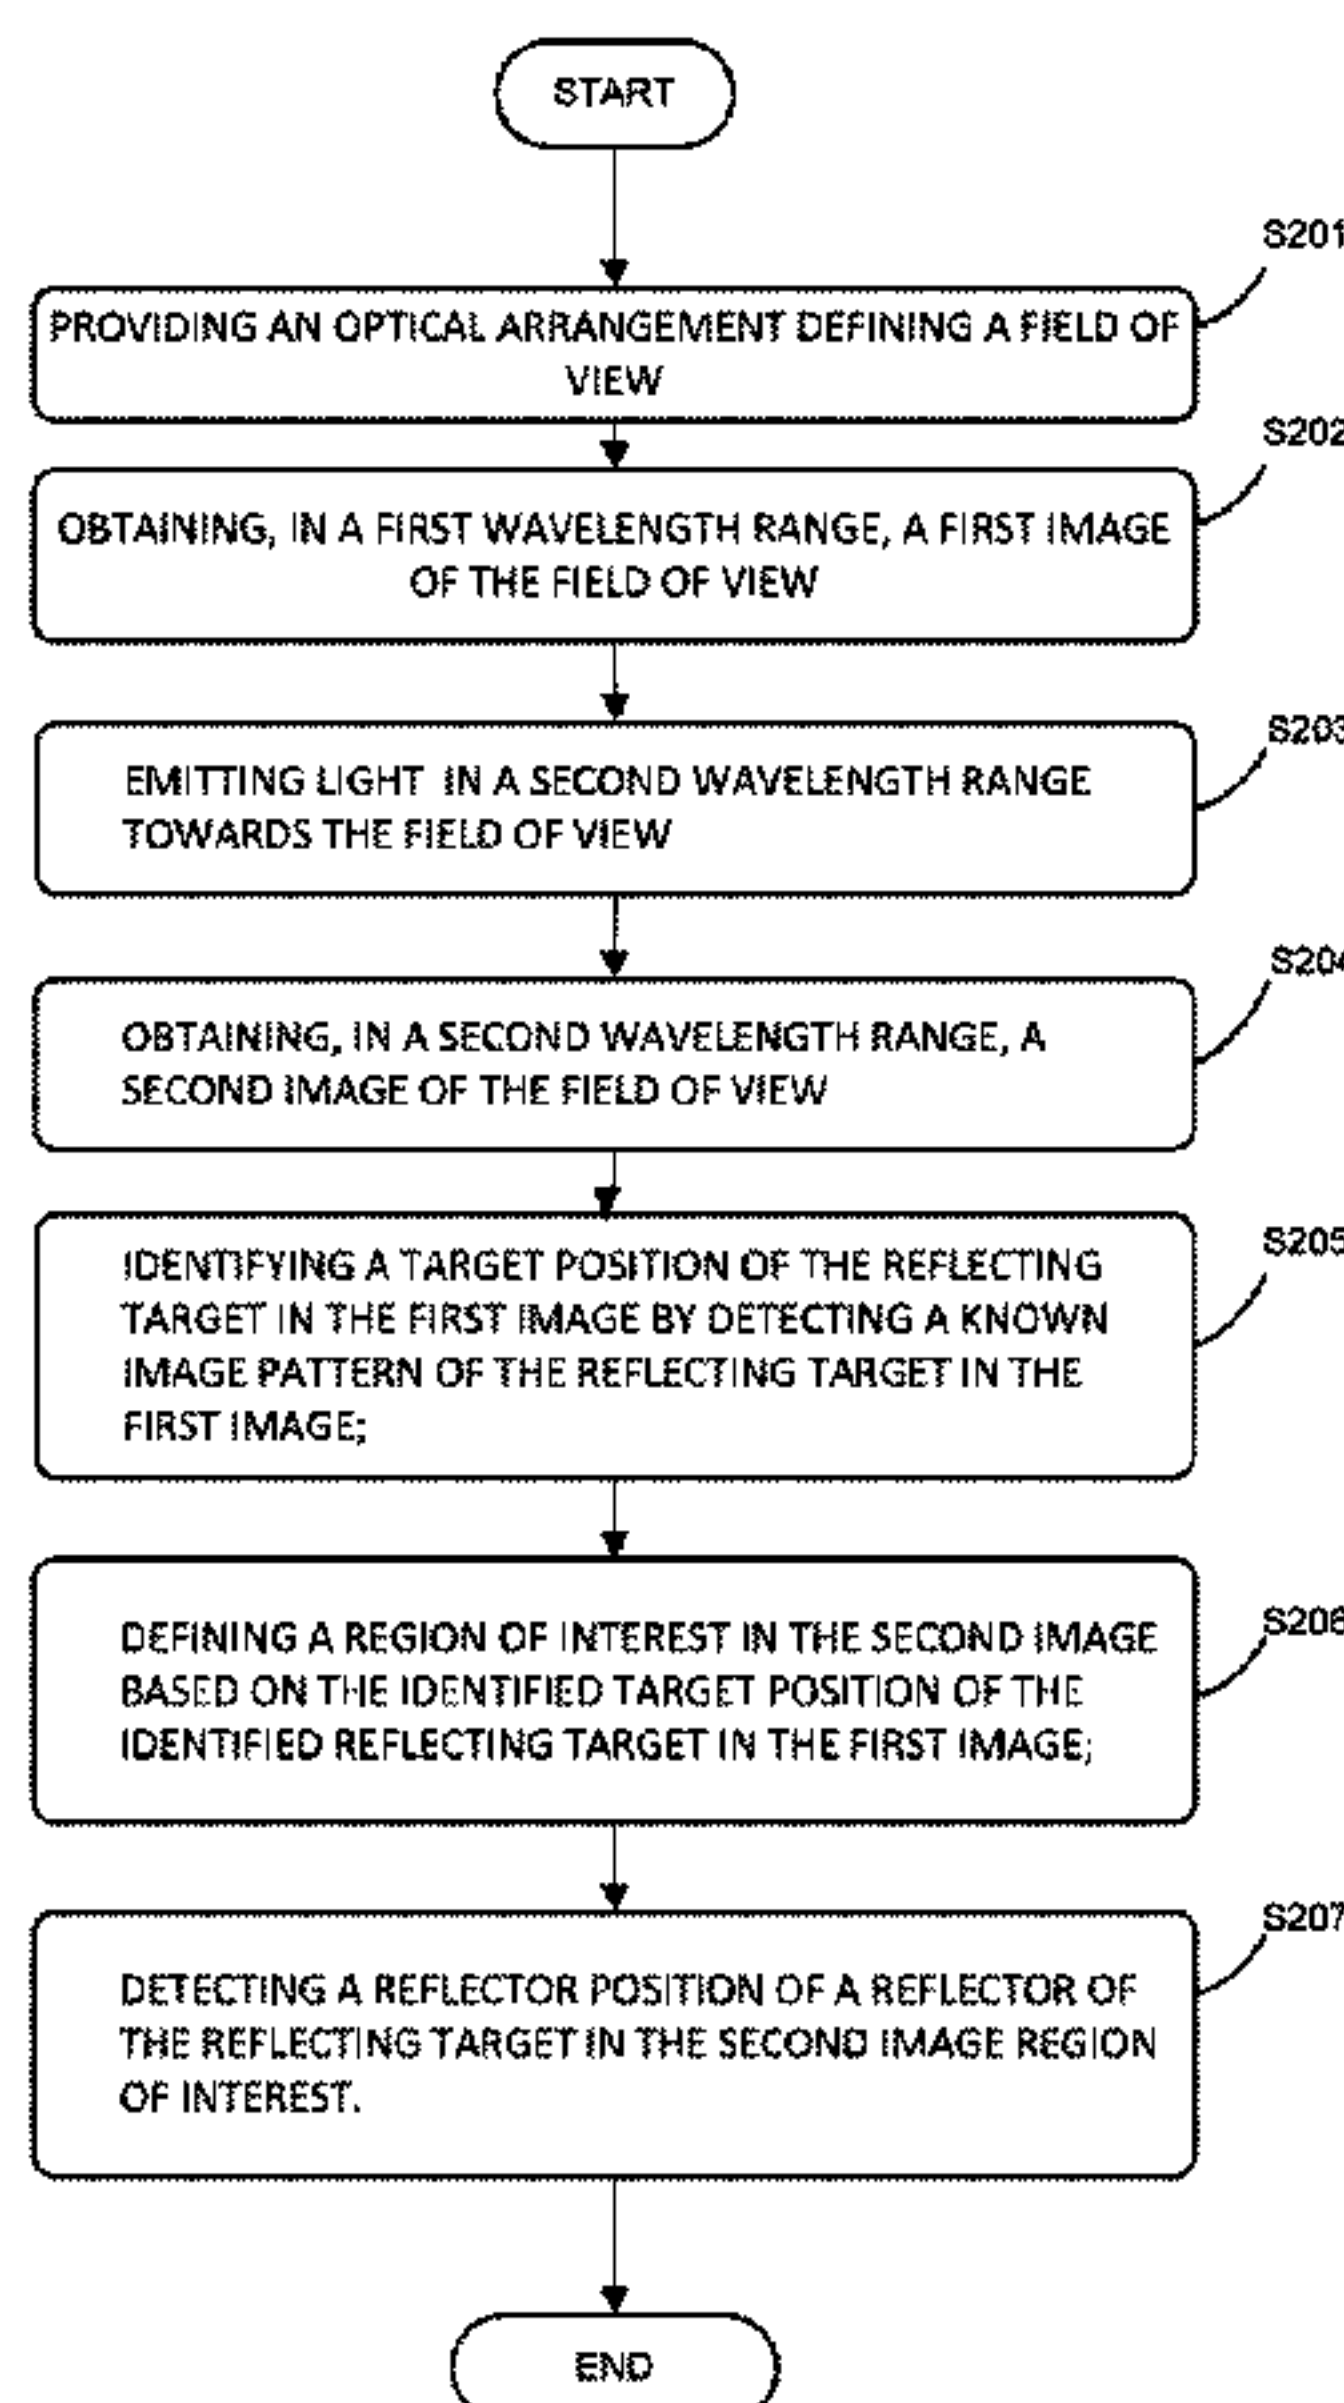 START
S201
PROVIDING AN OPTICAL ARRANGEMENT DEFINING A FIELD OF
VIEW
S202
OBTAINING, IN A FIRST WAVELENGTH RANGE, A FIRST IMAGE
OF THE FIELD OF VIEW
S203
EMITTING LIGHT IN A SECOND WAVELENGTH RANGE
TOWARDS THE FIELD OF VIEW
S204
OBTAINING, IN A SECOND WAVELENGTH RANGE, A
SECOND IMAGE OF THE FIELD OF VIEW
S205
IDENTIFYING A TARGET POSITION OF THE REFLECTING
TARGET IN THE FIRST IMAGE BY DETECTING A KNOWN
IMAGE PATTERN OF THE REFLECTING TARGET IN THE
FIRST IMAGE;
S206
DEFINING A REGION OF INTEREST IN THE SECOND IMAGE
BASED ON THE IDENTIFIED TARGET POSITION OF THE
IDENTIFIED REFLECTING TARGET IN THE FIRST IMAGE;
S207
DETECTING A REFLECTOR POSITION OF A REFLECTOR OF
THE REFLECTING TARGET IN THE SECOND IMAGE REGION
OF INTEREST.
END